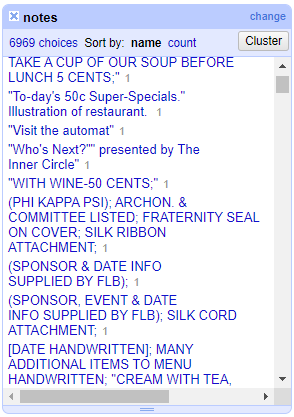 notes change
6969 choices Sort by: name count Cluster
TAKE A CUP OF OUR SOUP BEFORE
LUNCH 5 CENTS;" 1
"To-day's 50c Super-Specials."
Illustration of restaurant. 1
"Visit the automat" 1
"Who's Next?"" presented by The
Inner Circle" 1
"WITH WINE-50 CENTS;" 1
(PHI KAPPA PSI); ARCHON. &
COMMITTEE LISTED; FRATERNITY SEAL
ON COVER; SILK RIBBON
ATTACHMENT; 1
(SPONSOR & DATE INFO
SUPPLIED BY FLB); 1
(SPONSOR, EVENT & DATE
INFO SUPPLIED BY FLB); SILK CORD
ATTACHMENT; 1
[DATE HANDWRITTEN]; MANY
ADDITIONAL ITEMS TO MENU
HANDWRITTEN; "CREAM WITH TEA,